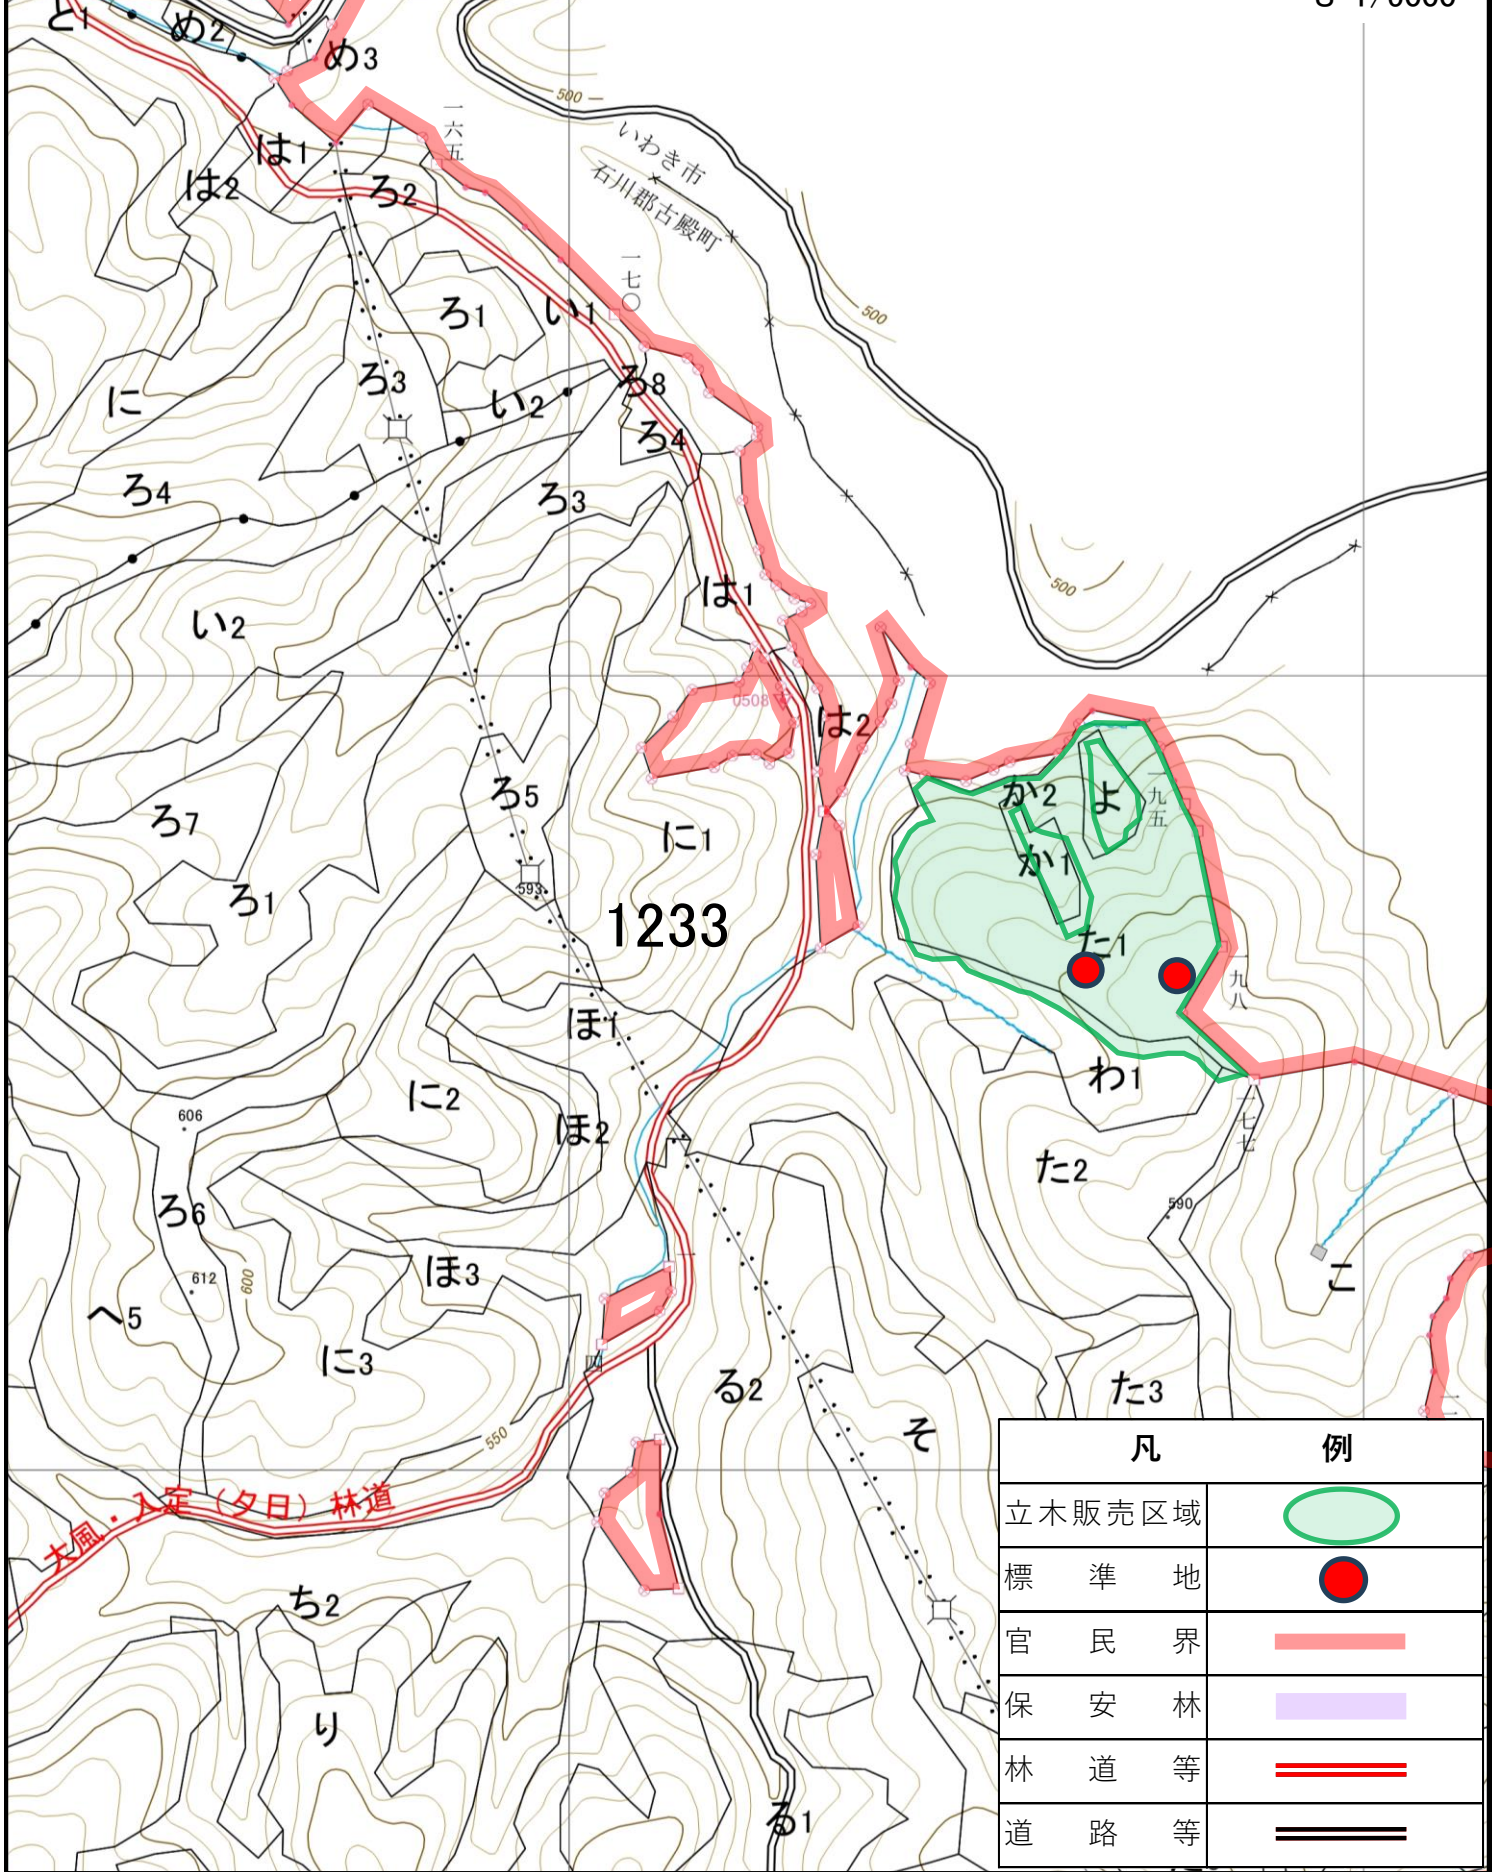 と1
め2
め3
500
一六五
いわき市
石川郡古殿町
は1
は2
ろ2
一七〇
ろ1
い1
500
に
ろ3
い2
ろ8
ろ4
ろ4
ろ3
500
い2
は1
0508
は2
ろ7
ろ5
に1
か2
よ
一九五
か1
ろ1
593
1233
た1
一九八
ほ1
わ1
に2
ほ2
606
一七七
た2
ろ6
590
612
600
ほ3
こ
へ5
に3
一
四
る2
た3
そ
550
大風・入定(夕日)林道
ち2
り
る1
凡 例
立木販売区域
標準地
官民界
保安林
林道等
道路等